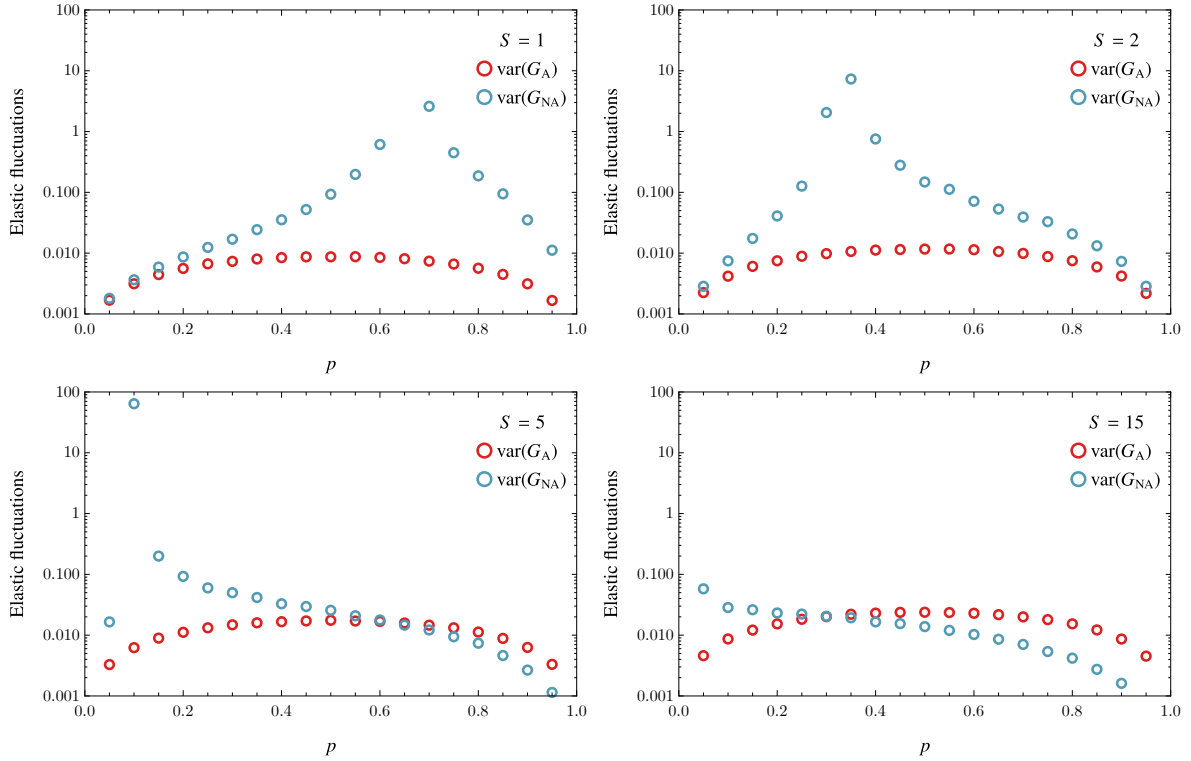 100
10
1
0.100
0.010
0.001
Elastic fluctuations
0.0 0.2 0.4 0.6 0.8 1.0
p
S = 1
var(G_A)
var(G_NA)
100
10
1
0.100
0.010
0.001
Elastic fluctuations
0.0 0.2 0.4 0.6 0.8 1.0
p
S = 2
var(G_A)
var(G_NA)
100
10
1
0.100
0.010
0.001
Elastic fluctuations
0.0 0.2 0.4 0.6 0.8 1.0
p
S = 5
var(G_A)
var(G_NA)
100
10
1
0.100
0.010
0.001
Elastic fluctuations
0.0 0.2 0.4 0.6 0.8 1.0
p
S = 15
var(G_A)
var(G_NA)